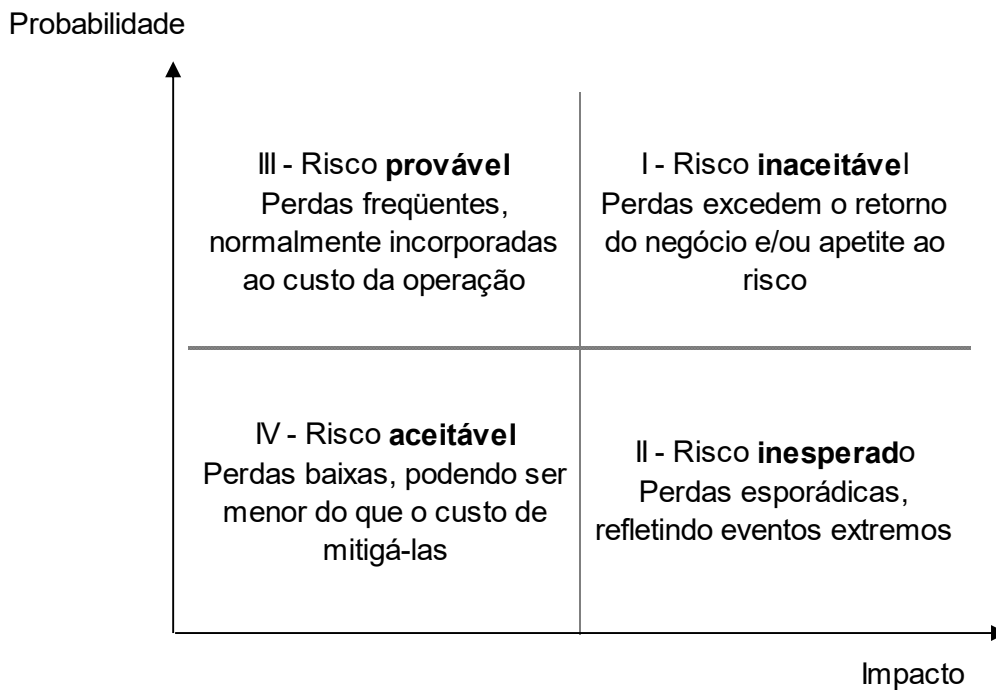 Probabilidade
III - Risco provável
Perdas freqüentes,
normalmente incorporadas
ao custo da operação
I - Risco inaceitável
Perdas excedem o retorno
do negócio e/ou apetite ao
risco
IV - Risco aceitável
Perdas baixas, podendo ser
menor do que o custo de
mitigá-las
II - Risco inesperado
Perdas esporádicas,
refletindo eventos extremos
Impacto